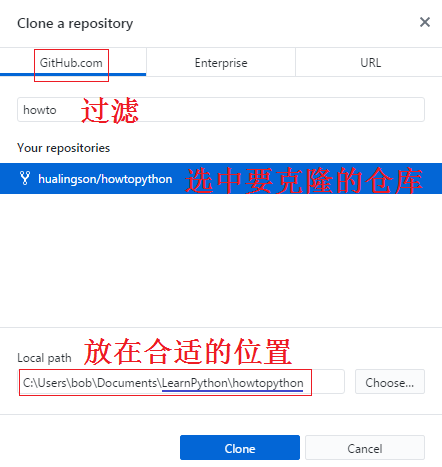 Clone a repository
GitHub.com Enterprise URL
howto 过滤
Your repositories
hualingson/howtopython 选中要克隆的仓库
放在合适的位置
Local path
C:\Users\bob\Documents\LearnPython\howtopython Choose...
Clone Cancel